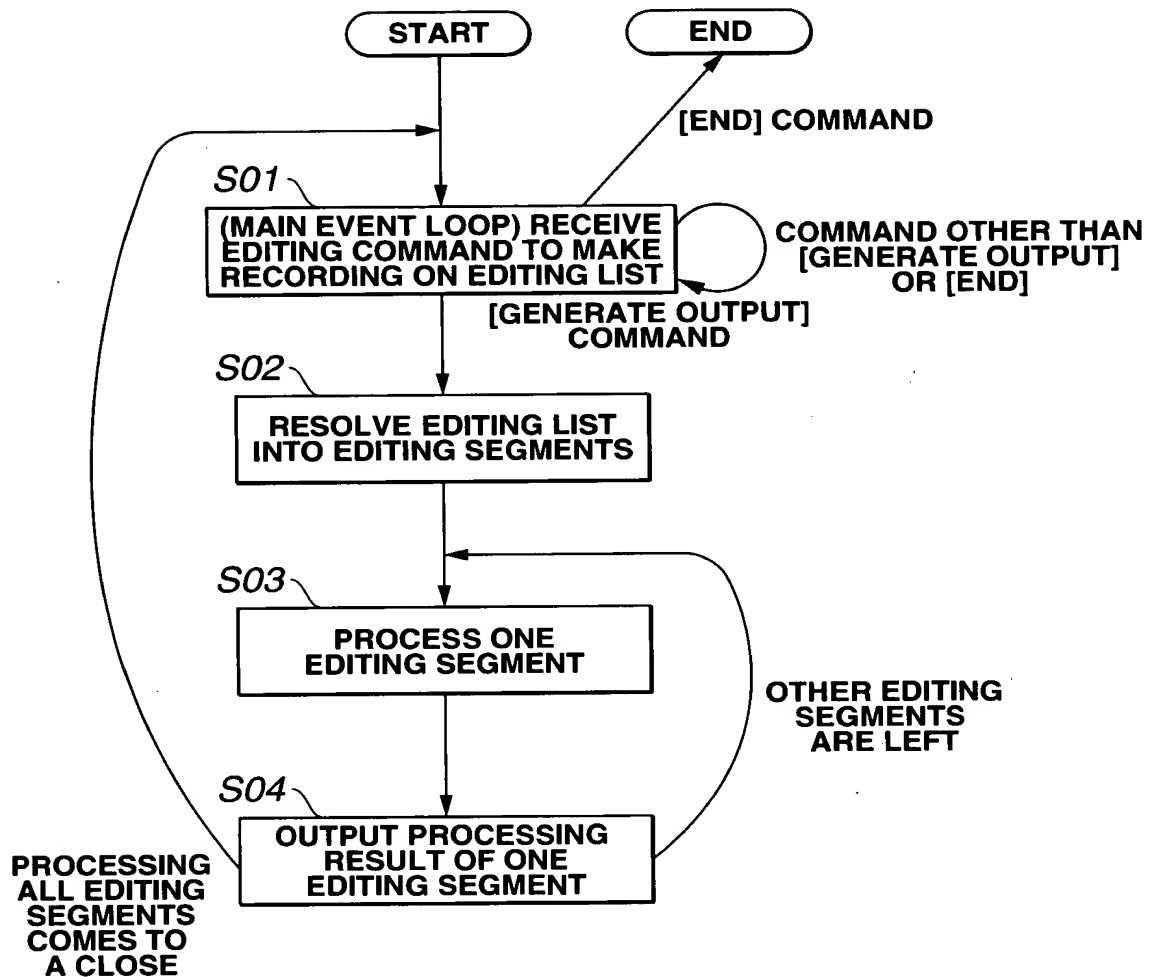 START
END
[END] COMMAND
S01
(MAIN EVENT LOOP) RECEIVE
EDITING COMMAND TO MAKE
RECORDING ON EDITING LIST
COMMAND OTHER THAN
[GENERATE OUTPUT]
OR [END]
[GENERATE OUTPUT]
COMMAND
S02
RESOLVE EDITING LIST
INTO EDITING SEGMENTS
S03
PROCESS ONE
EDITING SEGMENT
OTHER EDITING
SEGMENTS
ARE LEFT
S04
OUTPUT PROCESSING
RESULT OF ONE
EDITING SEGMENT
PROCESSING
ALL EDITING
SEGMENTS
COMES TO
A CLOSE